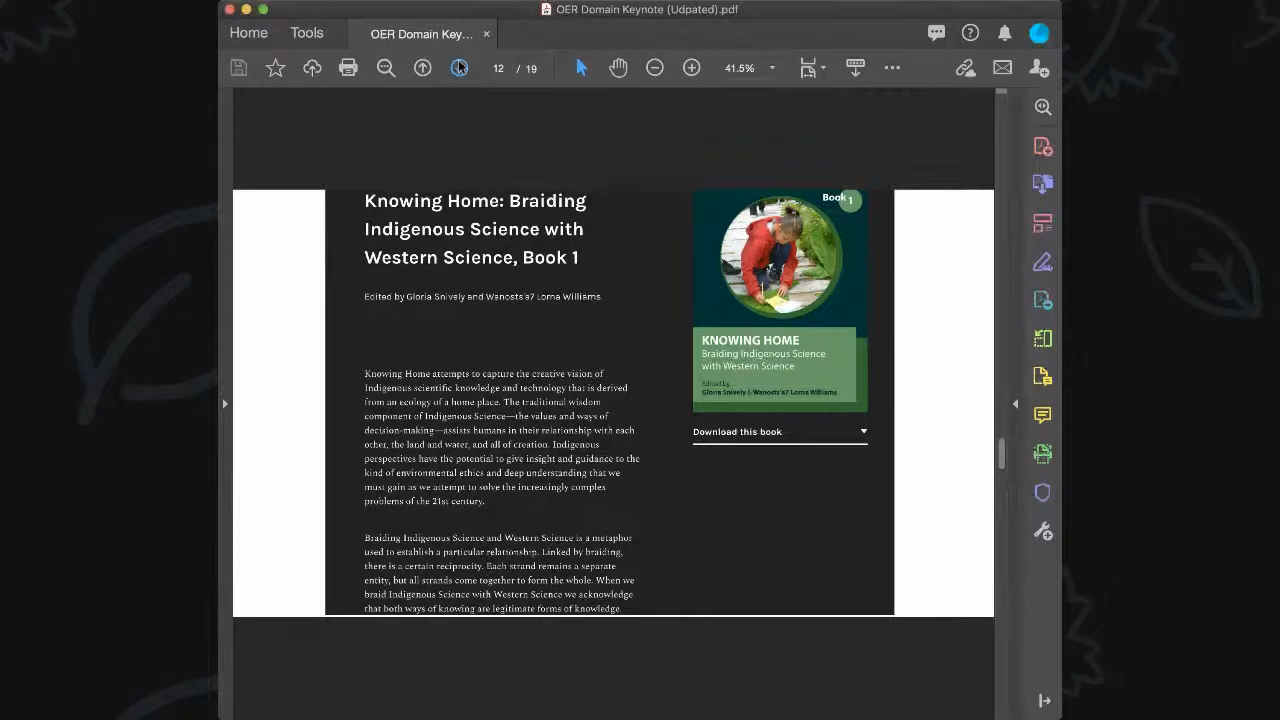 OER Domain Keynote (Udpated).pdf
Home
Tools
OER Domain Key...
12 / 19
41.5%
Knowing Home: Braiding
Indigenous Science with
Western Science, Book 1
Edited by Gloria Snively and Wanosts'a7 Lorna Williams
Knowing Home attempts to capture the creative vision of
Indigenous scientific knowledge and technology that is derived
from an ecology of a home place. The traditional wisdom
component of Indigenous Science—the values and ways of
decision-making—assists humans in their relationship with each
other, the land and water, and all of creation. Indigenous
perspectives have the potential to give insight and guidance to the
kind of environmental ethics and deep understanding that we
must gain as we attempt to solve the increasingly complex
problems of the 21st century.
Braiding Indigenous Science and Western Science is a metaphor
used to establish a particular relationship. Linked by braiding,
there is a certain reciprocity. Each strand remains a separate
entity, but all strands come together to form the whole. When we
braid Indigenous Science with Western Science we acknowledge
that both ways of knowing are legitimate forms of knowledge.
Book 1
KNOWING HOME
Braiding Indigenous Science
with Western Science
Edited by
Gloria Snively & Wanosts'a7 Lorna Williams
Download this book